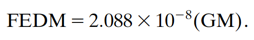 FEDM = 2.088 × 10⁻⁸(GM).